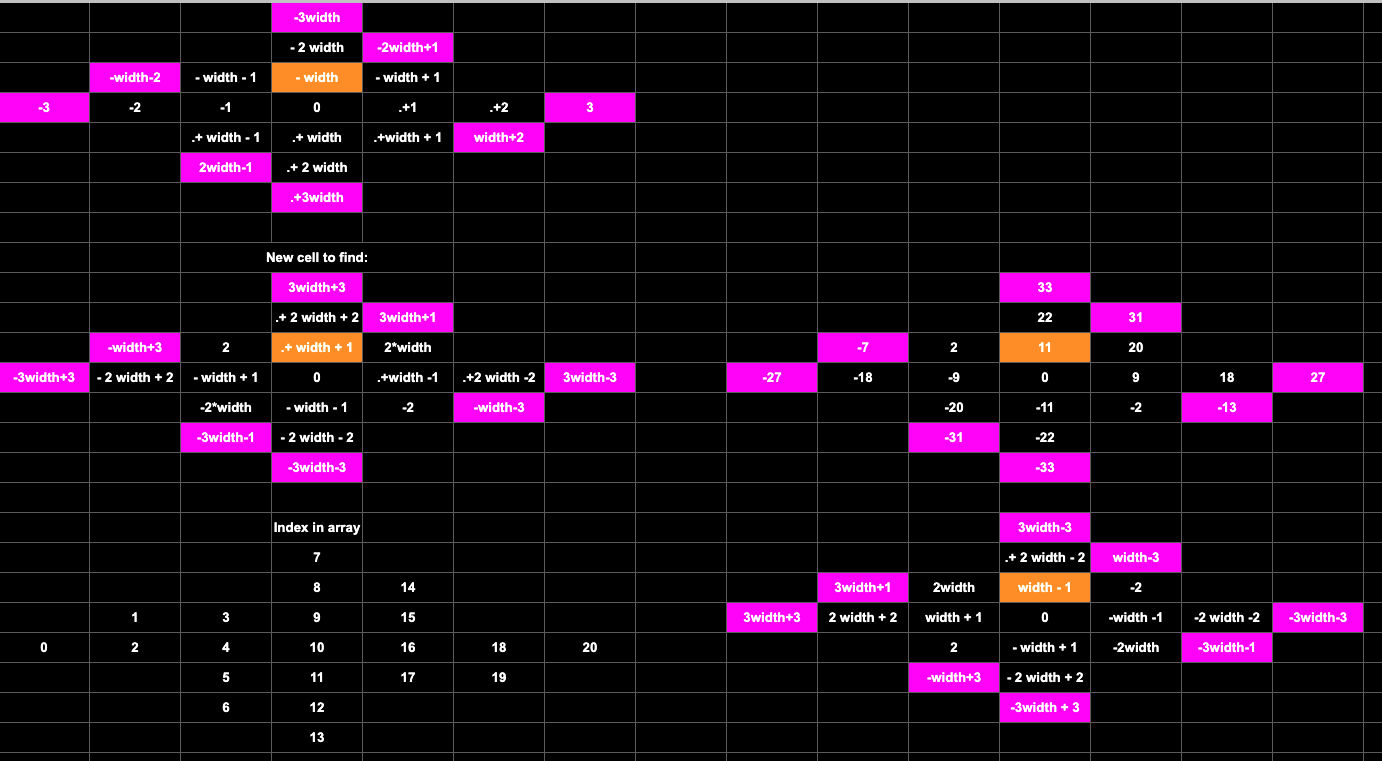 -3width
- 2 width -2width+1
-width-2 - width - 1 - width - width + 1
-3 -2 -1 0 .+1 .+2 3
.+ width - 1 .+ width .+width + 1 width+2
2width-1 .+ 2 width
.+3width
New cell to find:
3width+3 33
.+ 2 width + 2 3width+1 22 31
-width+3 2 .+ width + 1 2*width -7 2 11 20
-3width+3 - 2 width + 2 - width + 1 0 .+width -1 .+2 width -2 3width-3 -27 -18 -9 0 9 18 27
-2*width - width - 1 -2 -width-3 -20 -11 -2 -13
-3width-1 - 2 width - 2 -31 -22
-3width-3 -33
Index in array 3width-3
7 .+ 2 width - 2 width-3
8 14 3width+1 2width width - 1 -2
1 3 9 15 3width+3 2 width + 2 width + 1 0 -width -1 -2 width -2 -3width-3
0 2 4 10 16 18 20 2 - width + 1 -2width -3width-1
5 11 17 19 -width+3 - 2 width + 2
6 12 -3width + 3
13